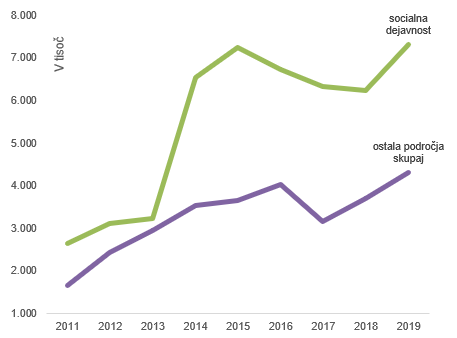 8.000
socialna
dejavnost
V tisoč
7.000
6.000
5.000
ostala področja
skupaj
4.000
3.000
2.000
1.000
2011 2012 2013 2014 2015 2016 2017 2018 2019